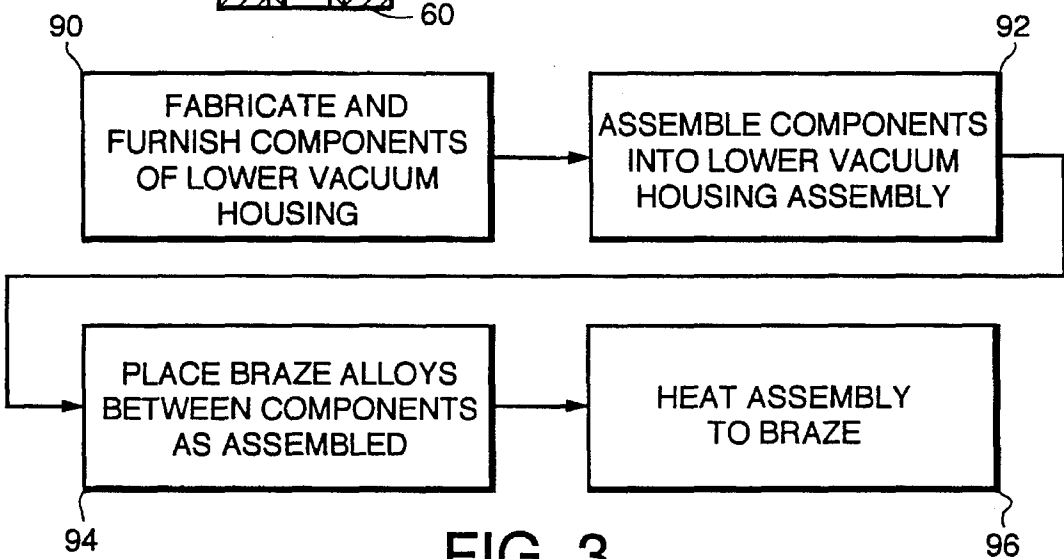 60
90
92
FABRICATE AND
FURNISH COMPONENTS
OF LOWER VACUUM
HOUSING
ASSEMBLE COMPONENTS
INTO LOWER VACUUM
HOUSING ASSEMBLY
PLACE BRAZE ALLOYS
BETWEEN COMPONENTS
AS ASSEMBLED
HEAT ASSEMBLY
TO BRAZE
94
FIG. 3
96